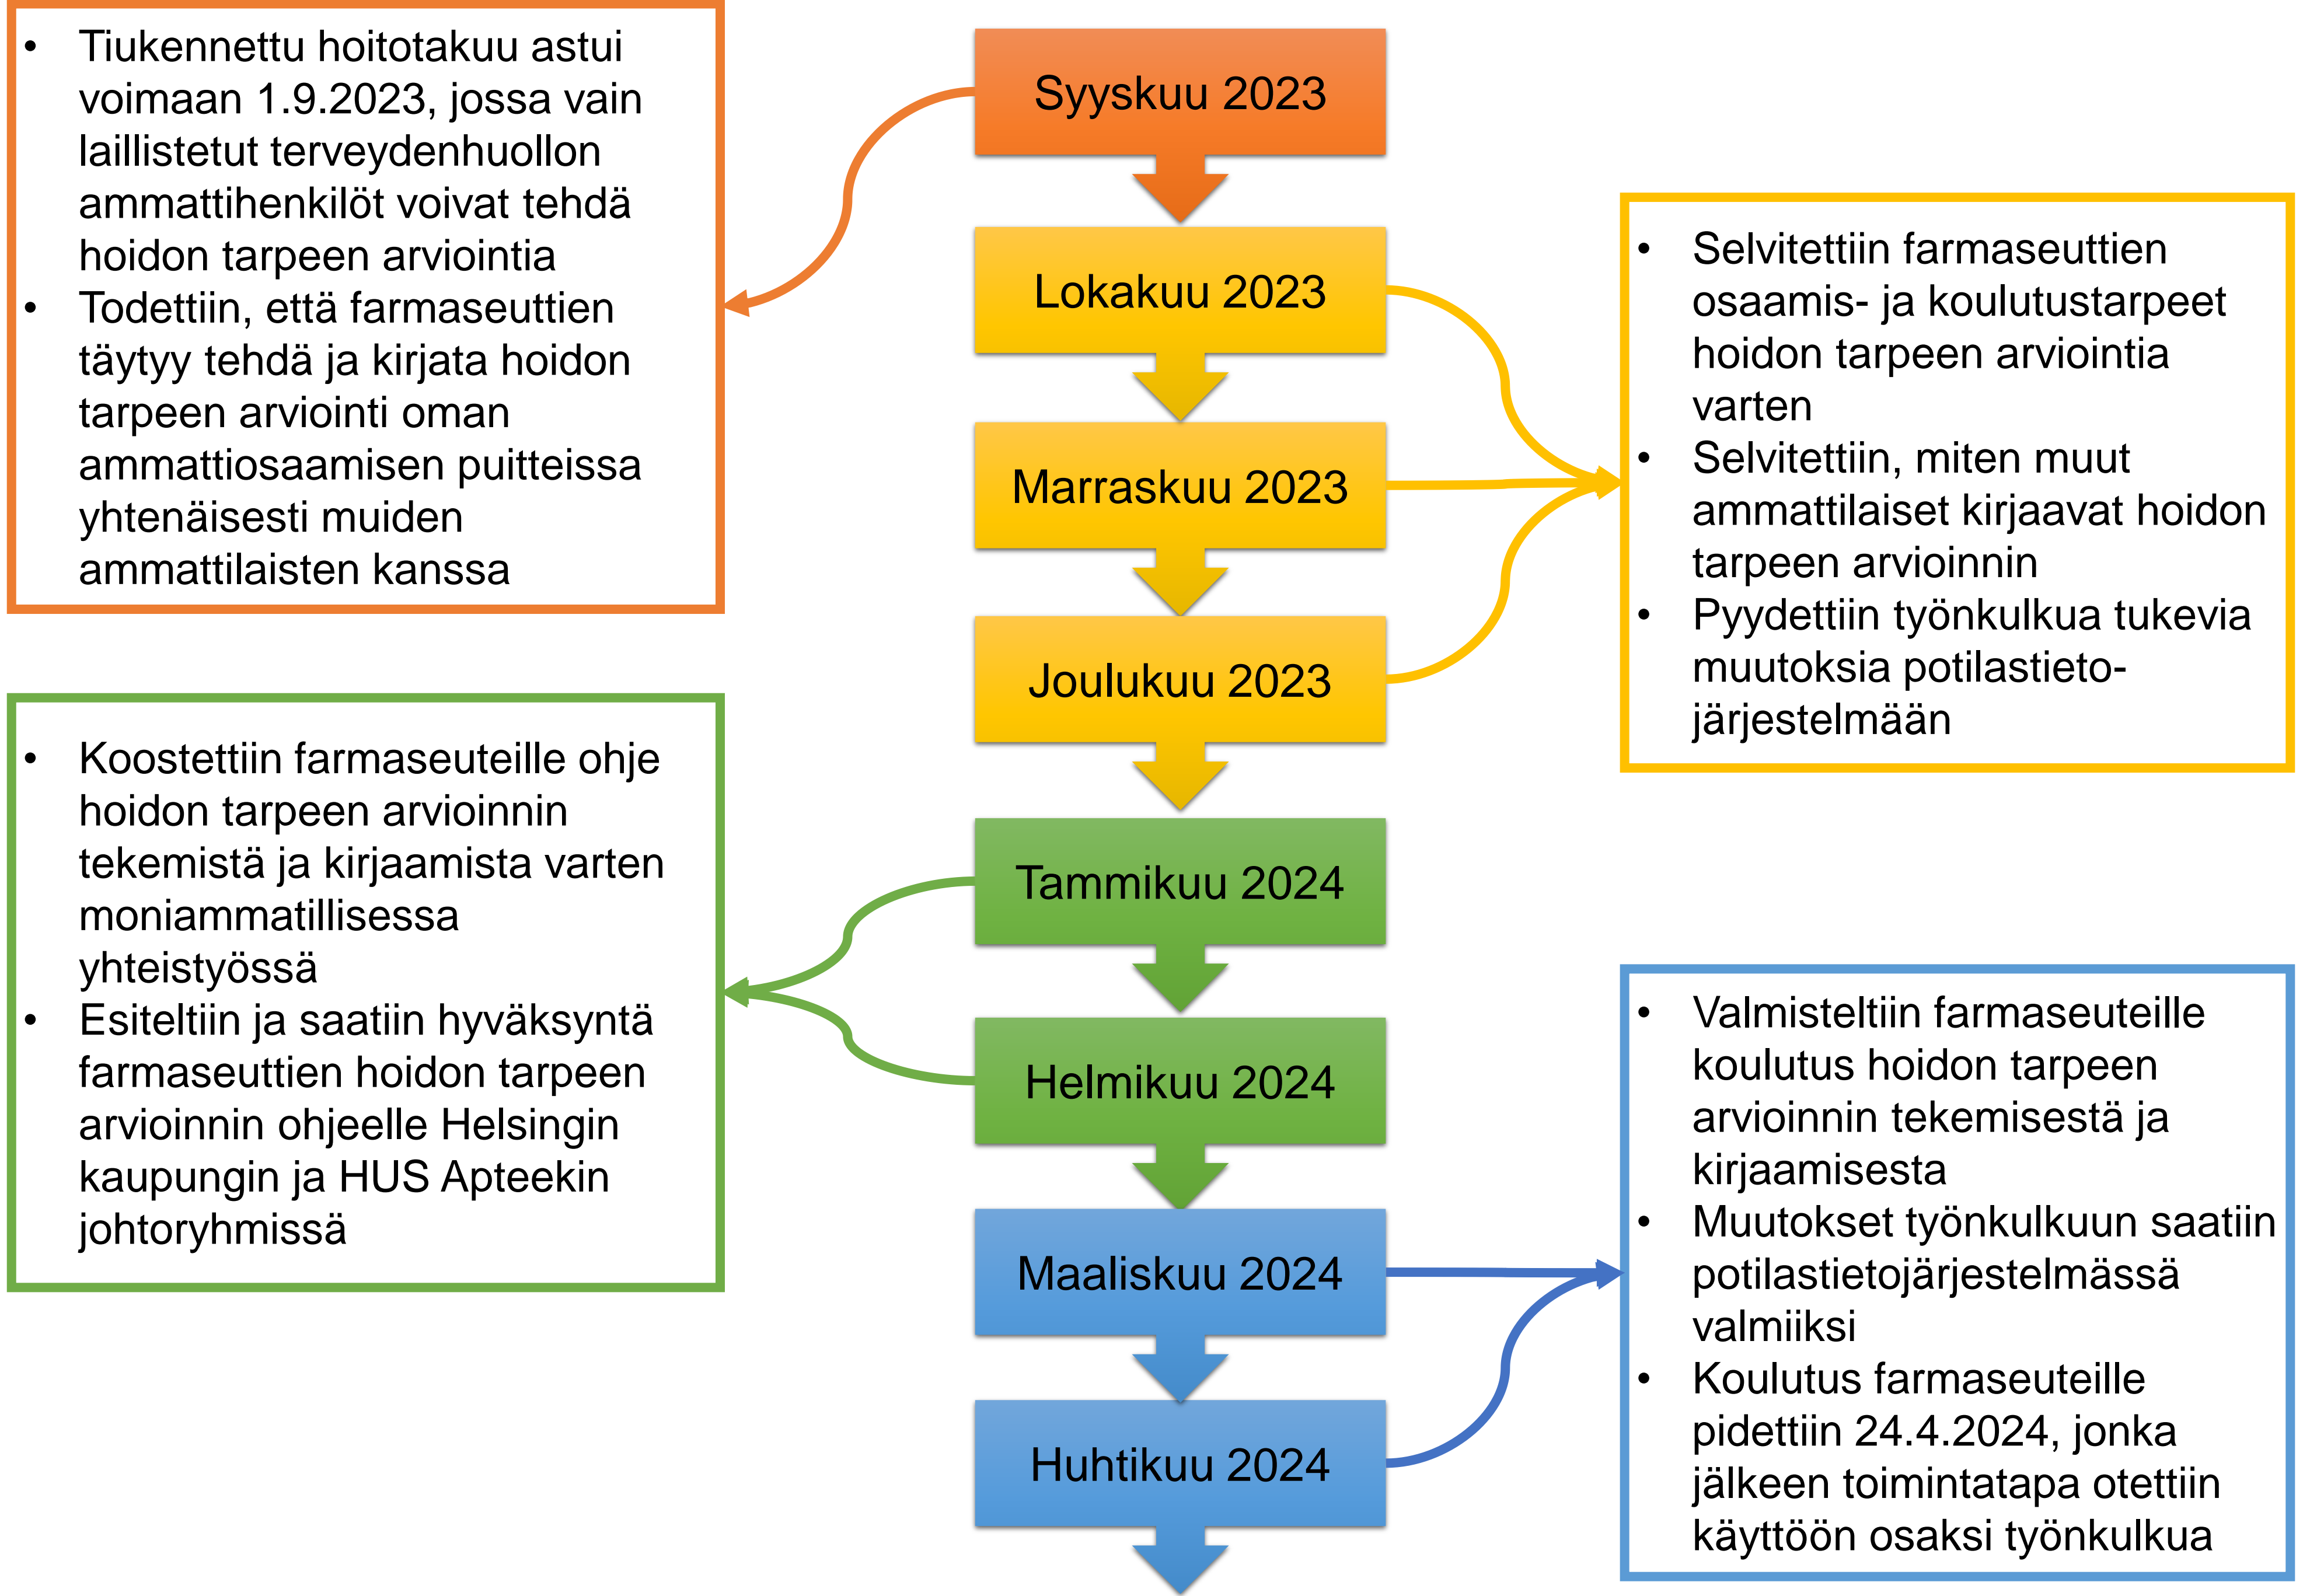 • Tiukennettu hoitotakuu astui
voimaan 1.9.2023, jossa vain
laillistetut terveydenhuollon
ammattihenkilöt voivat tehdä
hoidon tarpeen arviointia
• Todettiin, että farmaseuttien
täytyy tehdä ja kirjata hoidon
tarpeen arviointi oman
ammattiosaamisen puitteissa
yhtenäisesti muiden
ammattilaisten kanssa
Syyskuu 2023
Lokakuu 2023
Marraskuu 2023
Joulukuu 2023
• Selvitettiin farmaseuttien
osaamis- ja koulutustarpeet
hoidon tarpeen arviointia
varten
• Selvitettiin, miten muut
ammattilaiset kirjaavat hoidon
tarpeen arvioinnin
• Pyydettiin työnkulkua tukevia
muutoksia potilastieto-
järjestelmään
• Koostettiin farmaseuteille ohje
hoidon tarpeen arvioinnin
tekemistä ja kirjaamista varten
moniammatillisessa
yhteistyössä
• Esiteltiin ja saatiin hyväksyntä
farmaseuttien hoidon tarpeen
arvioinnin ohjeelle Helsingin
kaupungin ja HUS Apteekin
johtoryhmissä
Tammikuu 2024
Helmikuu 2024
Maaliskuu 2024
Huhtikuu 2024
• Valmisteltiin farmaseuteille
koulutus hoidon tarpeen
arvioinnin tekemisestä ja
kirjaamisesta
• Muutokset työnkulkuun saatiin
potilastietojärjestelmässä
valmiiksi
• Koulutus farmaseuteille
pidettiin 24.4.2024, jonka
jälkeen toimintatapa otettiin
käyttöön osaksi työnkulkua